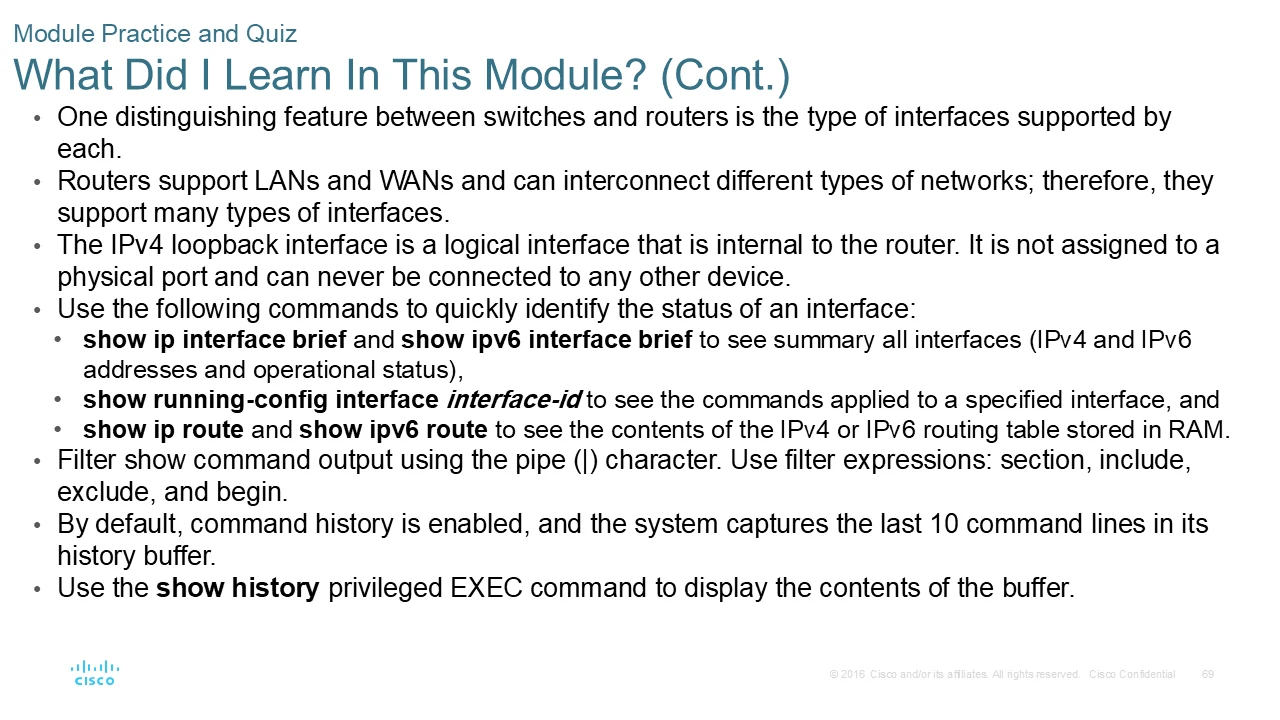 Module Practice and Quiz
What Did I Learn In This Module? (Cont.)
• One distinguishing feature between switches and routers is the type of interfaces supported by
each.
• Routers support LANs and WANs and can interconnect different types of networks; therefore, they
support many types of interfaces.
• The IPv4 loopback interface is a logical interface that is internal to the router. It is not assigned to a
physical port and can never be connected to any other device.
• Use the following commands to quickly identify the status of an interface:
• show ip interface brief and show ipv6 interface brief to see summary all interfaces (IPv4 and IPv6
addresses and operational status),
• show running-config interface interface-id to see the commands applied to a specified interface, and
• show ip route and show ipv6 route to see the contents of the IPv4 or IPv6 routing table stored in RAM.
• Filter show command output using the pipe (|) character. Use filter expressions: section, include,
exclude, and begin.
• By default, command history is enabled, and the system captures the last 10 command lines in its
history buffer.
• Use the show history privileged EXEC command to display the contents of the buffer.
CISCO
© 2016 Cisco and/or its affiliates. All rights reserved. Cisco Confidential 69